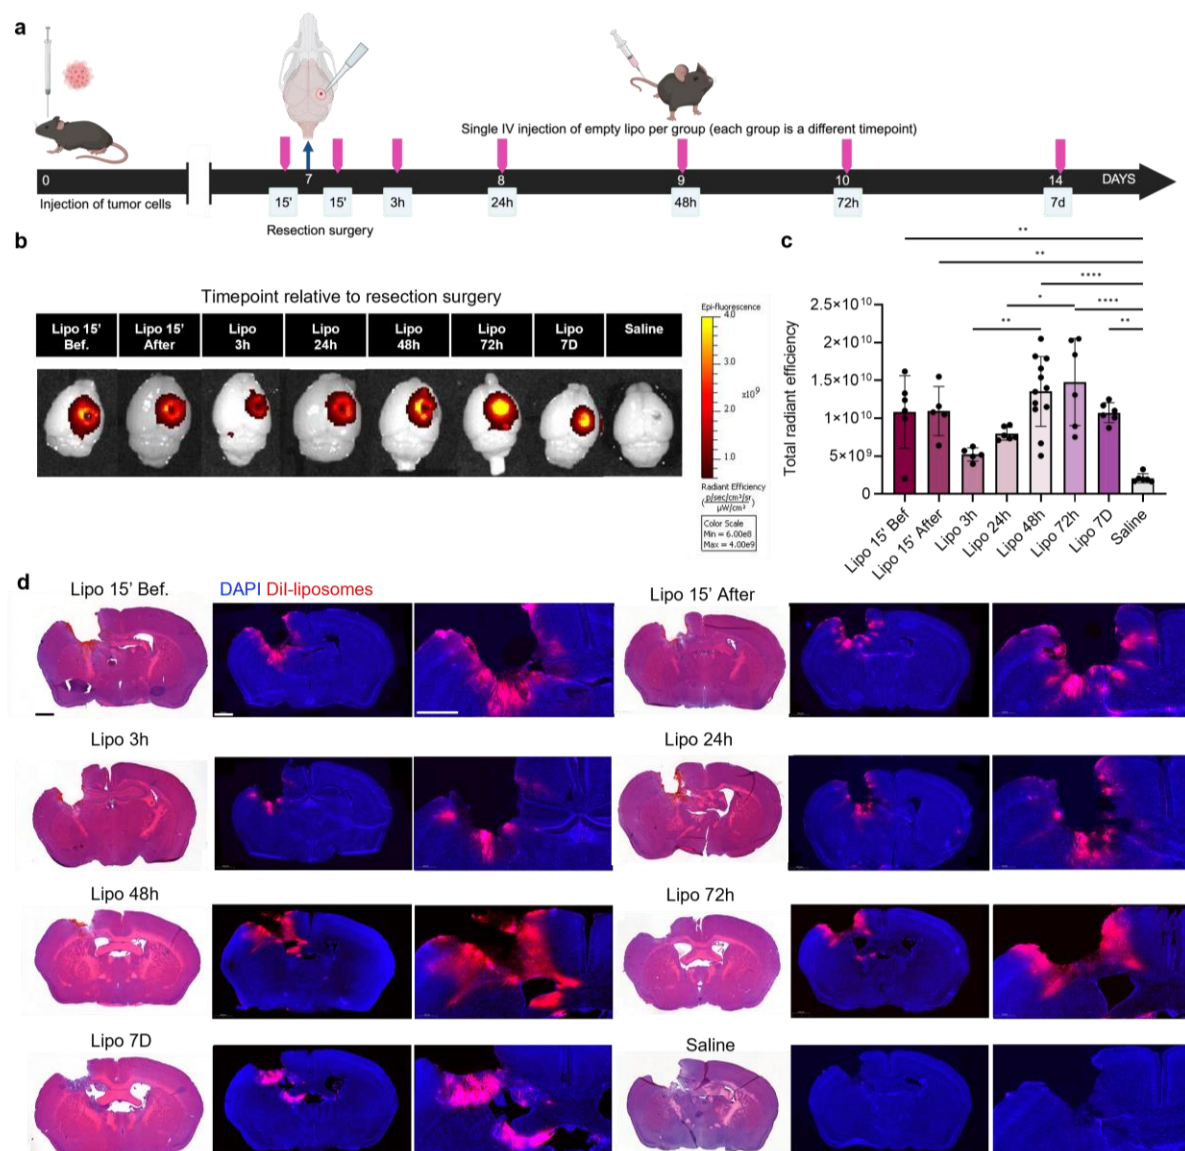 a
Single IV injection of empty lipo per group (each group is a different timepoint)
0
7
8
9
10
14
DAYS
Injection of tumor cells
15'
15'
3h
24h
48h
72h
7d
Resection surgery
b
Timepoint relative to resection surgery
Lipo 15' Bef.
Lipo 15' After
Lipo 3h
Lipo 24h
Lipo 48h
Lipo 72h
Lipo 7D
Saline
Epi-fluorescence
4.0
3.0
x10⁹
2.0
1.0
Radiant Efficiency
(p/sec/cm²/sr / µW/cm²)
Color Scale
Min = 6.00e8
Max = 4.00e9
c
**
**
****
*
****
**
**
Total radiant efficiency
2.5×10¹⁰
2×10¹⁰
1.5×10¹⁰
1×10¹⁰
5×10⁹
0
Lipo 15' Bef
Lipo 15' After
Lipo 3h
Lipo 24h
Lipo 48h
Lipo 72h
Lipo 7D
Saline
d
Lipo 15' Bef.
DAPI DiI-liposomes
Lipo 15' After
Lipo 3h
Lipo 24h
Lipo 48h
Lipo 72h
Lipo 7D
Saline